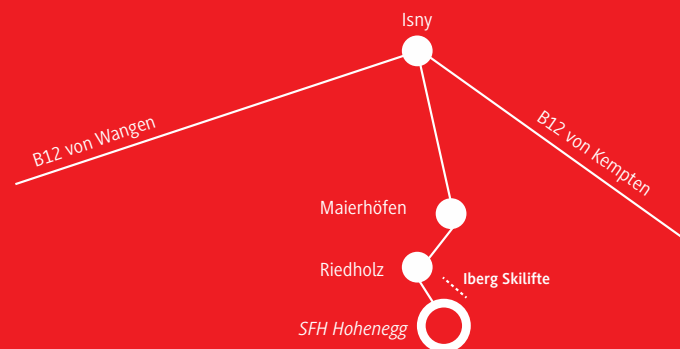 Isny
B12 von Wangen
B12 von Kempten
Maierhöfen
Riedholz
Iberg Skilifte
SFH Hohenegg